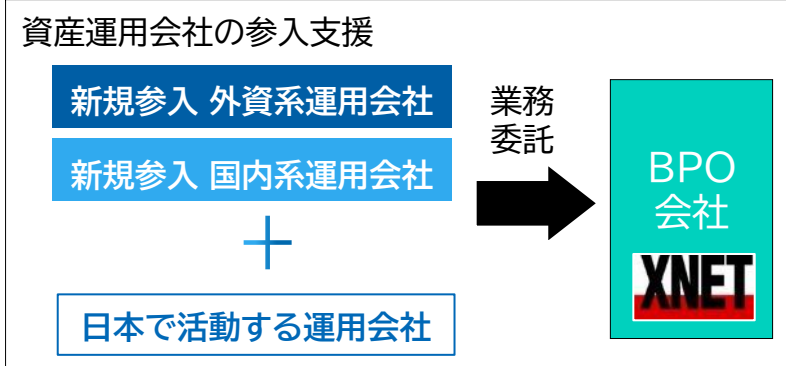 資産運用会社の参入支援
新規参入 外資系運用会社
新規参入 国内系運用会社
+
日本で活動する運用会社
業務
委託
BPO
会社
XNET